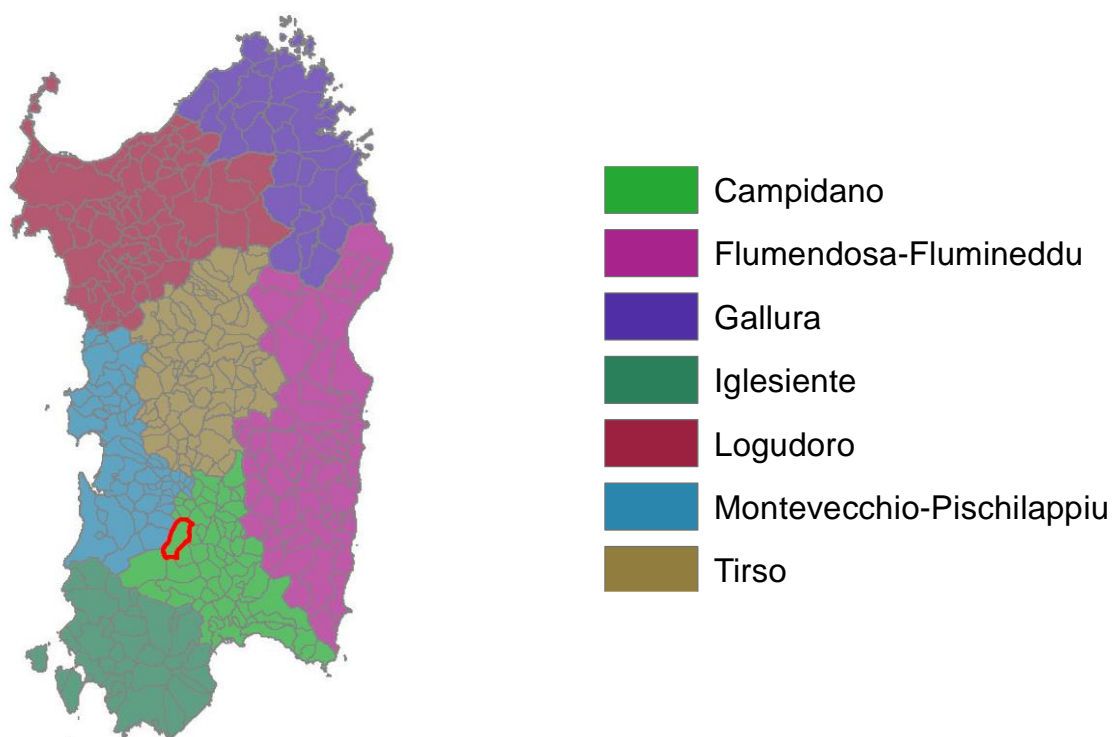 Campidano
Flumendosa-Flumineddu
Gallura
Iglesiente
Logudoro
Montevecchio-Pischilappiu
Tirso